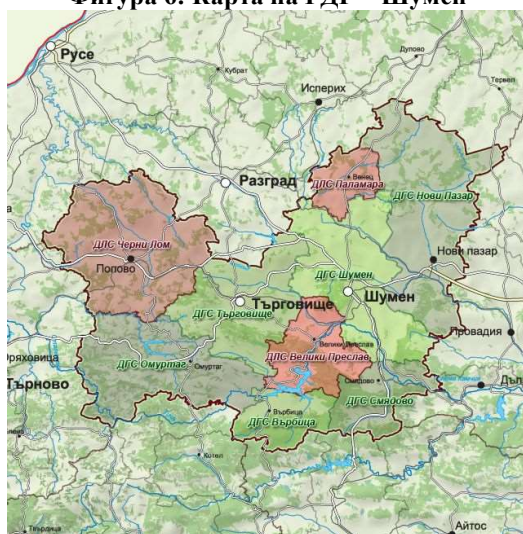 Фигура 6. Карта на РДГ – Шумен
Русе
Дулово
Кубрат
Тервел
Исперих
Разград
Венец
ДЛС Паламара
ДГС Нови Пазар
ДЛС Черни Лом
Попово
Нови пазар
ДГС Шумен
Търговище
Шумен
ДГС Търговище
Провадия
Велики Преслав
ДЛС Велики Преслав
Оряховица
ДГС Омуртаг
Омуртаг
Смядово
Търново
ДГС Смядово
Върбица
ДГС Върбица
Котел
Твърдица
Айтос